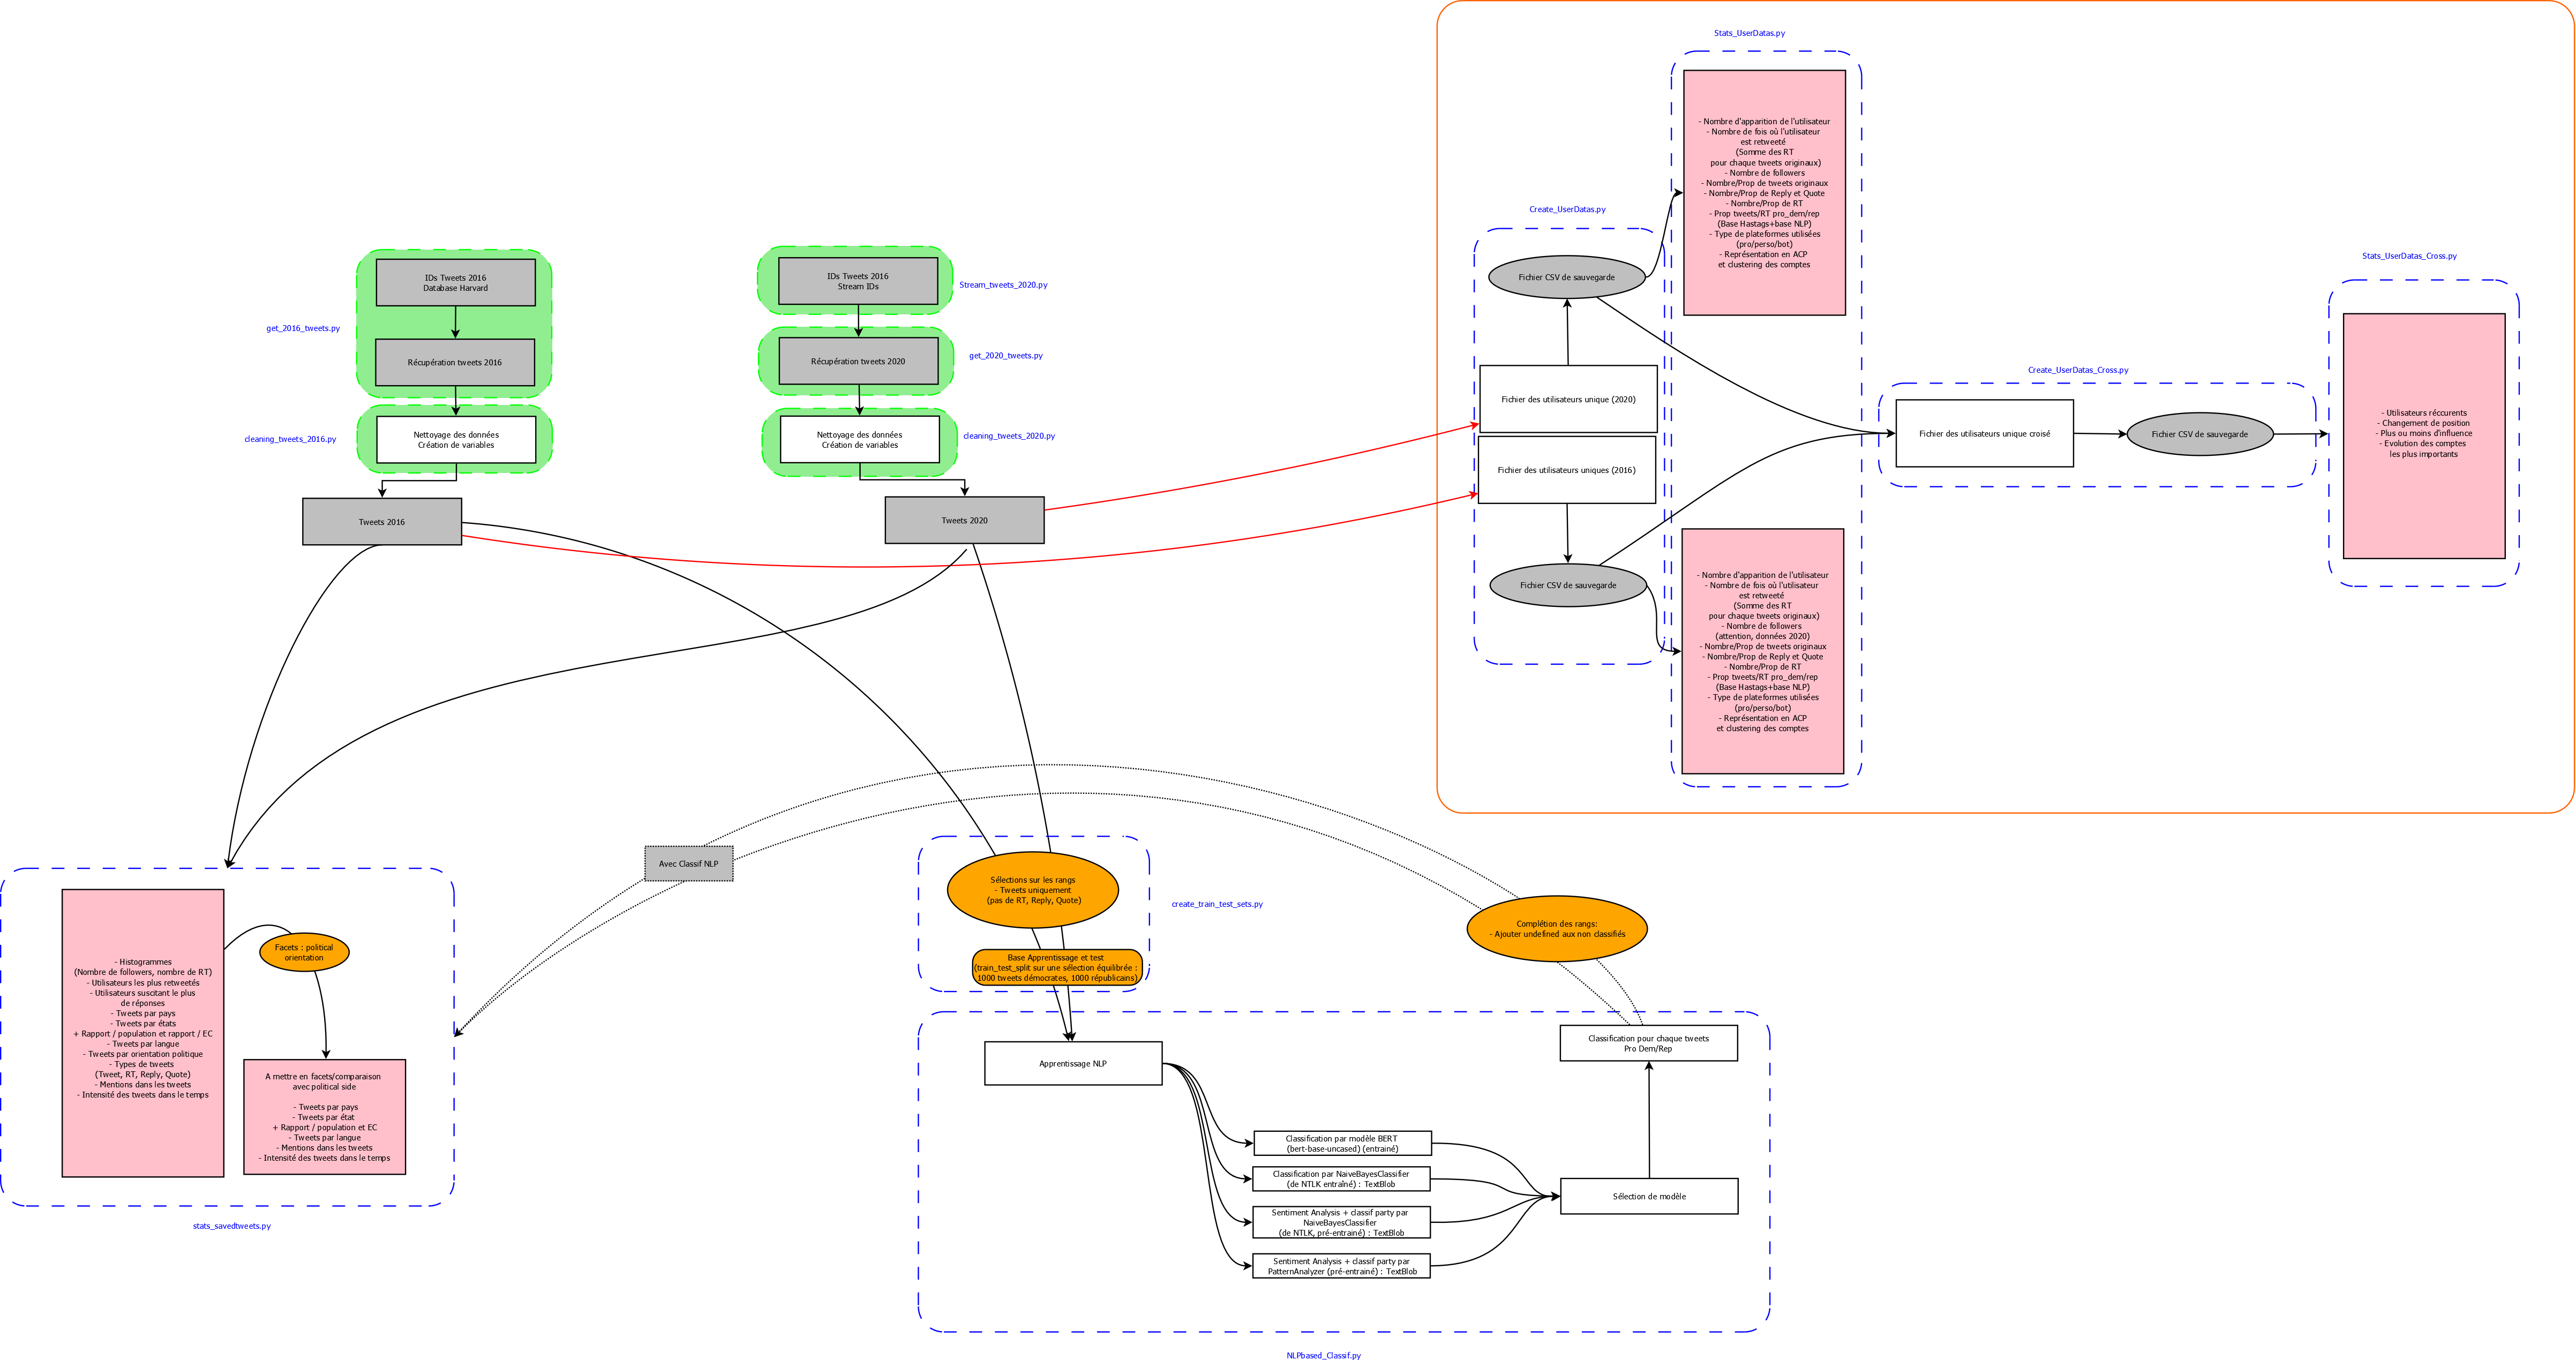 Stats_UserDatas.py
- Nombre d'apparition de l'utilisateur
- Nombre de fois où l'utilisateur
est retweeté
(Somme des RT
pour chaque tweets originaux)
- Nombre de followers
- Nombre/Prop de tweets originaux
- Nombre/Prop de Reply et Quote
- Nombre/Prop de RT
- Prop tweets/RT pro_dem/rep
(Base Hastags+base NLP)
- Type de plateformes utilisées
(pro/perso/bot)
- Représentation en ACP
et clustering des comptes
Create_UserDatas.py
Fichier CSV de sauvegarde
Fichier des utilisateurs unique (2020)
Fichier des utilisateurs uniques (2016)
Fichier CSV de sauvegarde
- Nombre d'apparition de l'utilisateur
- Nombre de fois où l'utilisateur
est retweeté
(Somme des RT
pour chaque tweets originaux)
- Nombre de followers
(attention, données 2020)
- Nombre/Prop de tweets originaux
- Nombre/Prop de Reply et Quote
- Nombre/Prop de RT
- Prop tweets/RT pro_dem/rep
(Base Hastags+base NLP)
- Type de plateformes utilisées
(pro/perso/bot)
- Représentation en ACP
et clustering des comptes
Create_UserDatas_Cross.py
Fichier des utilisateurs unique croisé
Fichier CSV de sauvegarde
Stats_UserDatas_Cross.py
- Utilisateurs réccurents
- Changement de position
- Plus ou moins d'influence
- Evolution des comptes
les plus importants
IDs Tweets 2016
Database Harvard
get_2016_tweets.py
Récupération tweets 2016
cleaning_tweets_2016.py
Nettoyage des données
Création de variables
Tweets 2016
IDs Tweets 2016
Stream IDs
Stream_tweets_2020.py
Récupération tweets 2020
get_2020_tweets.py
Nettoyage des données
Création de variables
cleaning_tweets_2020.py
Tweets 2020
Avec Classif NLP
- Histogrammes
(Nombre de followers, nombre de RT)
- Utilisateurs les plus retweetés
- Utilisateurs suscitant le plus
de réponses
- Tweets par pays
- Tweets par états
+ Rapport / population et rapport / EC
- Tweets par langue
- Tweets par orientation politique
- Types de tweets
(Tweet, RT, Reply, Quote)
- Mentions dans les tweets
- Intensité des tweets dans le temps
Facets : political
orientation
A mettre en facets/comparaison
avec political side
- Tweets par pays
- Tweets par état
+ Rapport / population et EC
- Tweets par langue
- Mentions dans les tweets
- Intensité des tweets dans le temps
stats_savedtweets.py
Sélections sur les rangs
- Tweets uniquement
(pas de RT, Reply, Quote)
create_train_test_sets.py
Base Apprentissage et test
(train_test_split sur une sélection équilibrée :
1000 tweets démocrates, 1000 républicains)
Complétion des rangs:
- Ajouter undefined aux non classifiés
Apprentissage NLP
Classification pour chaque tweets
Pro Dem/Rep
Classification par modèle BERT
(bert-base-uncased) (entrainé)
Classification par NaiveBayesClassifier
(de NTLK entraîné) : TextBlob
Sentiment Analysis + classif party par
NaiveBayesClassifier
(de NTLK, pré-entrainé) : TextBlob
Sentiment Analysis + classif party par
PatternAnalyzer (pré-entrainé) : TextBlob
Sélection de modèle
NLPbased_Classif.py